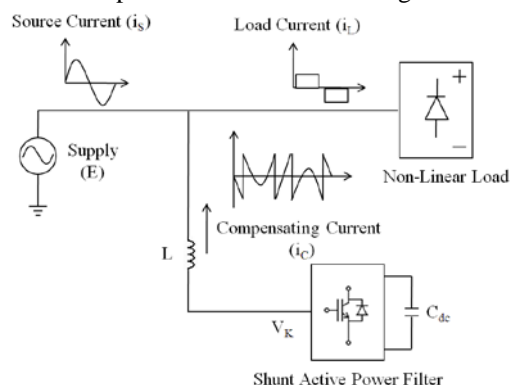 Source Current (iS)
Load Current (iL)
+
Supply
(E)
−
Non-Linear Load
Compensating Current
(iC)
L
VK
Cdc
Shunt Active Power Filter